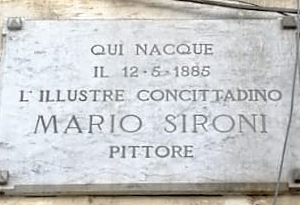 QUI NACQUE
IL 12·5-1885
L'ILLUSTRE CONCITTADINO
MARIO SIRONI
PITTORE